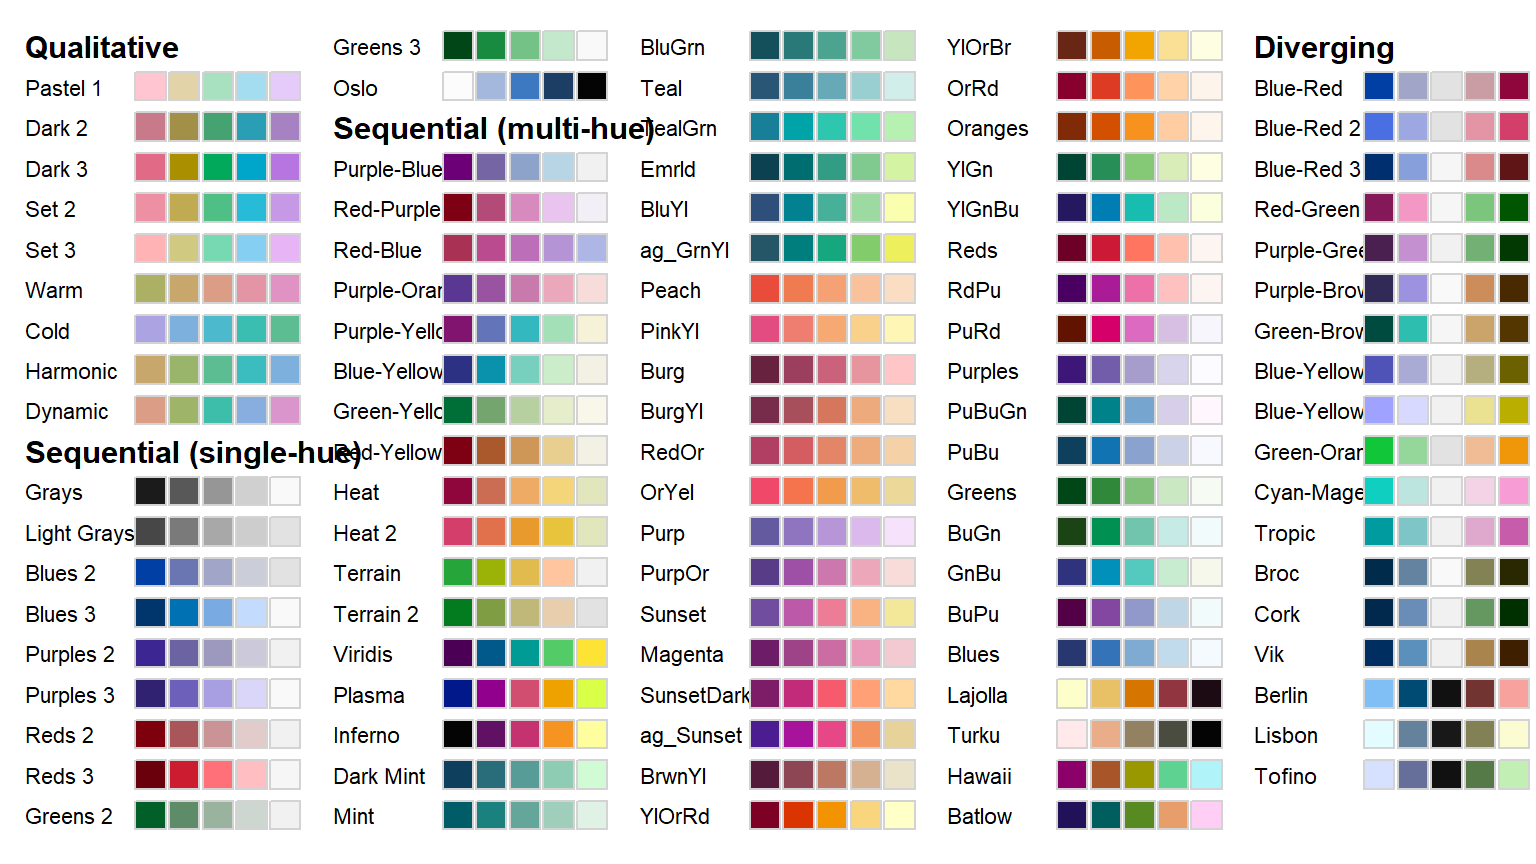 Qualitative
Pastel 1
Dark 2
Dark 3
Set 2
Set 3
Warm
Cold
Harmonic
Dynamic
Sequential (single-hue)
Grays
Light Grays
Blues 2
Blues 3
Purples 2
Purples 3
Reds 2
Reds 3
Greens 2
Greens 3
Oslo
Sequential (multi-hue)
Purple-Blue
Red-Purple
Red-Blue
Purple-Oran
Purple-Yello
Blue-Yellow
Green-Yello
Red-Yellow
Heat
Heat 2
Terrain
Terrain 2
Viridis
Plasma
Inferno
Dark Mint
Mint
BluGrn
Teal
TealGrn
Emrld
BluYl
ag_GrnYl
Peach
PinkYl
Burg
BurgYl
RedOr
OrYel
Purp
PurpOr
Sunset
Magenta
SunsetDark
ag_Sunset
BrwnYl
YlOrRd
YlOrBr
OrRd
Oranges
YlGn
YlGnBu
Reds
RdPu
PuRd
Purples
PuBuGn
PuBu
Greens
BuGn
GnBu
BuPu
Blues
Lajolla
Turku
Hawaii
Batlow
Diverging
Blue-Red
Blue-Red 2
Blue-Red 3
Red-Green
Purple-Gree
Purple-Brow
Green-Brow
Blue-Yellow
Blue-Yellow
Green-Oran
Cyan-Mage
Tropic
Broc
Cork
Vik
Berlin
Lisbon
Tofino